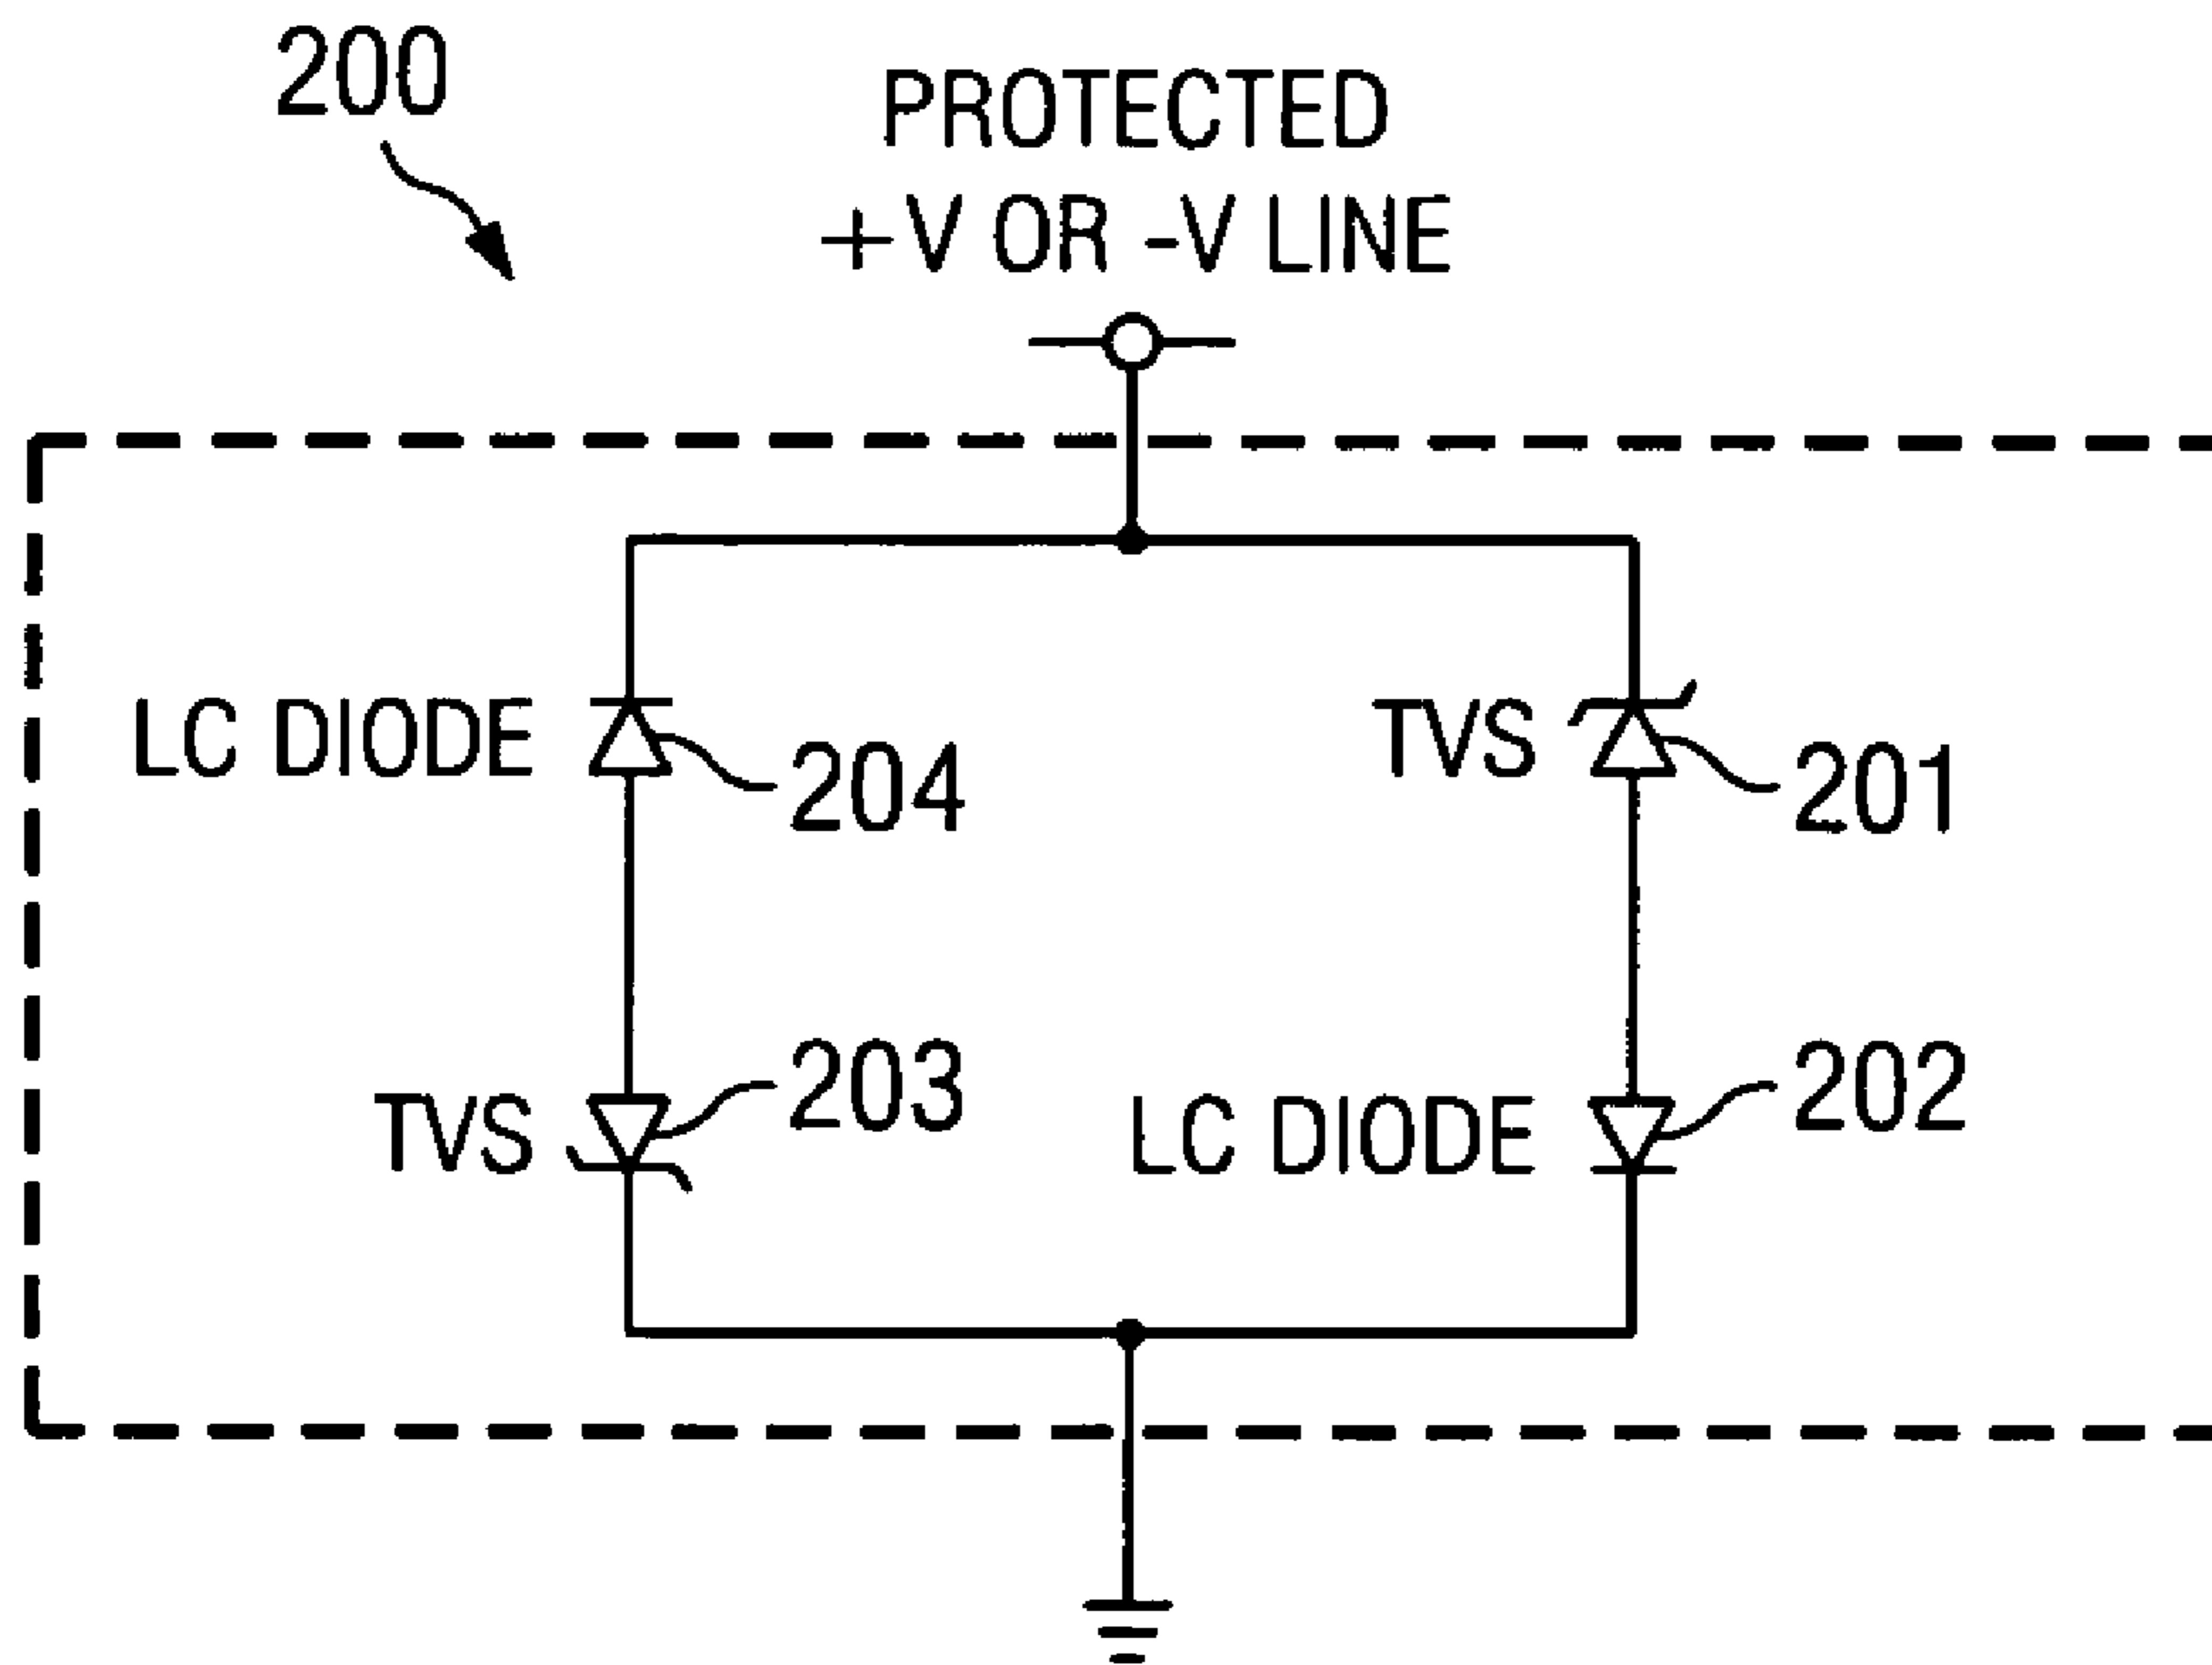 200
PROTECTED
+V OR -V LINE
LC DIODE
204
TVS
201
TVS
203
LC DIODE
202